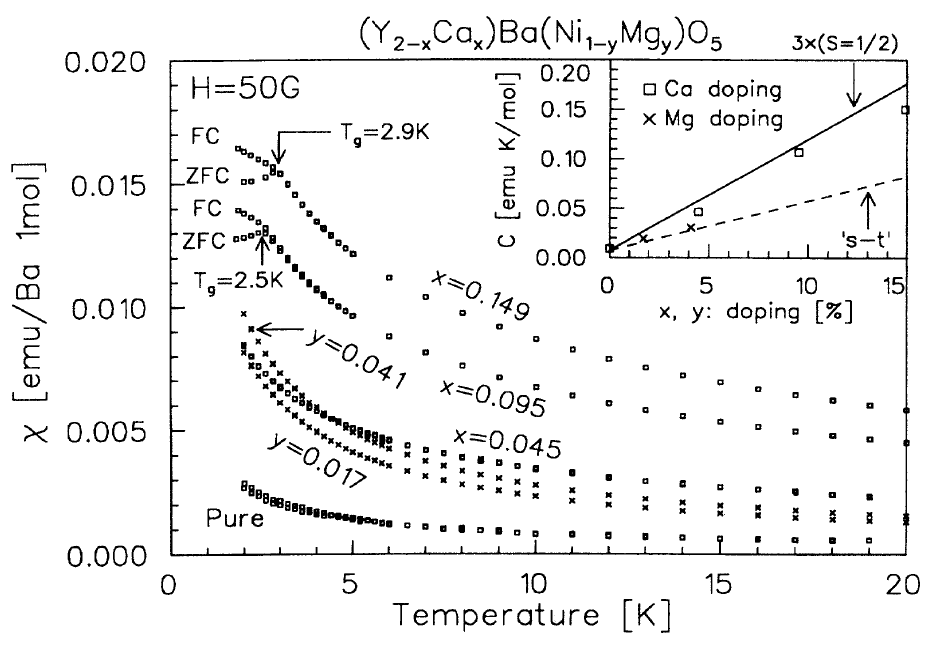 (Y2−xCax)Ba(Ni1−yMgy)O5
3×(S=1/2)
H=50G
FC
Tg=2.9K
ZFC
FC
ZFC
Tg=2.5K
y=0.041
y=0.017
Pure
x=0.149
x=0.095
x=0.045
χ [emu/Ba 1mol]
0.020
0.015
0.010
0.005
0.000
0 5 10 15 20
Temperature [K]
C [emu K/mol]
0.20
0.15
0.10
0.05
0.00
□ Ca doping
× Mg doping
's−t'
0 5 10 15
x, y: doping [%]